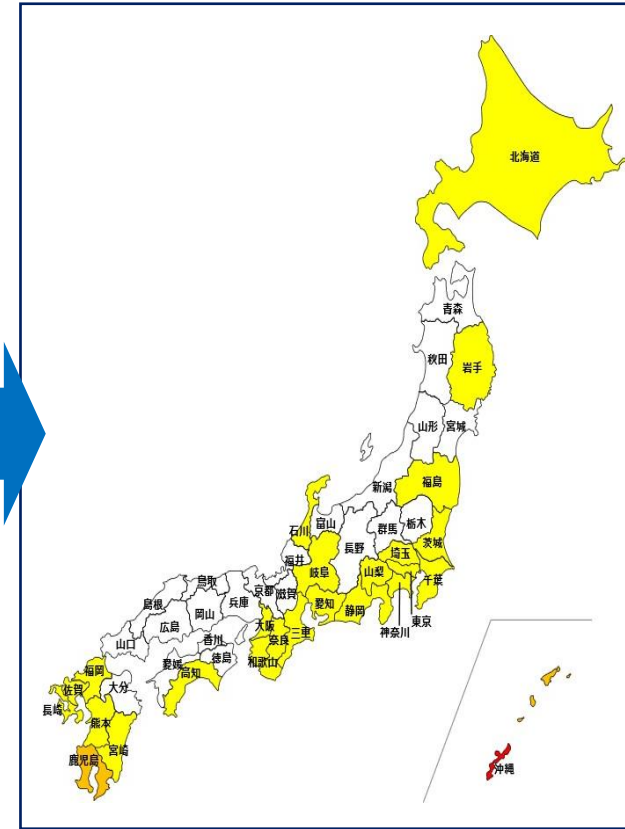 北海道
青森
秋田
岩手
山形
宮城
新潟
福島
石川
富山
群馬
栃木
長野
茨城
埼玉
福井
岐阜
山梨
千葉
鳥取
京都
滋賀
島根
兵庫
愛知
静岡
東京
神奈川
岡山
広島
大阪
奈良
三重
山口
香川
和歌山
愛媛
徳島
高知
福岡
佐賀
大分
長崎
熊本
宮崎
鹿児島
沖縄